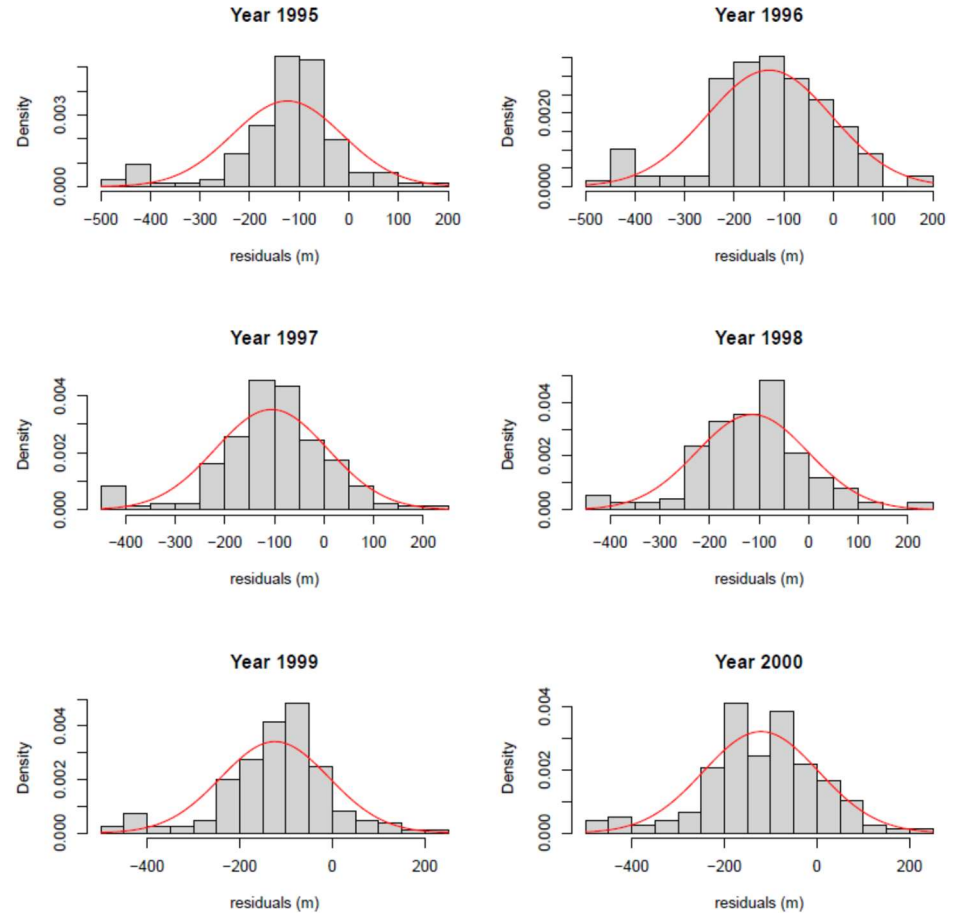 Year 1995
Density
0.000 0.003
−500 −400 −300 −200 −100 0 100 200
residuals (m)
Year 1996
Density
0.0000 0.0020
−500 −400 −300 −200 −100 0 100 200
residuals (m)
Year 1997
Density
0.000 0.002 0.004
−400 −300 −200 −100 0 100 200
residuals (m)
Year 1998
Density
0.000 0.002 0.004
−400 −300 −200 −100 0 100 200
residuals (m)
Year 1999
Density
0.000 0.002 0.004
−400 −200 0 200
residuals (m)
Year 2000
Density
0.000 0.002 0.004
−400 −200 0 200
residuals (m)